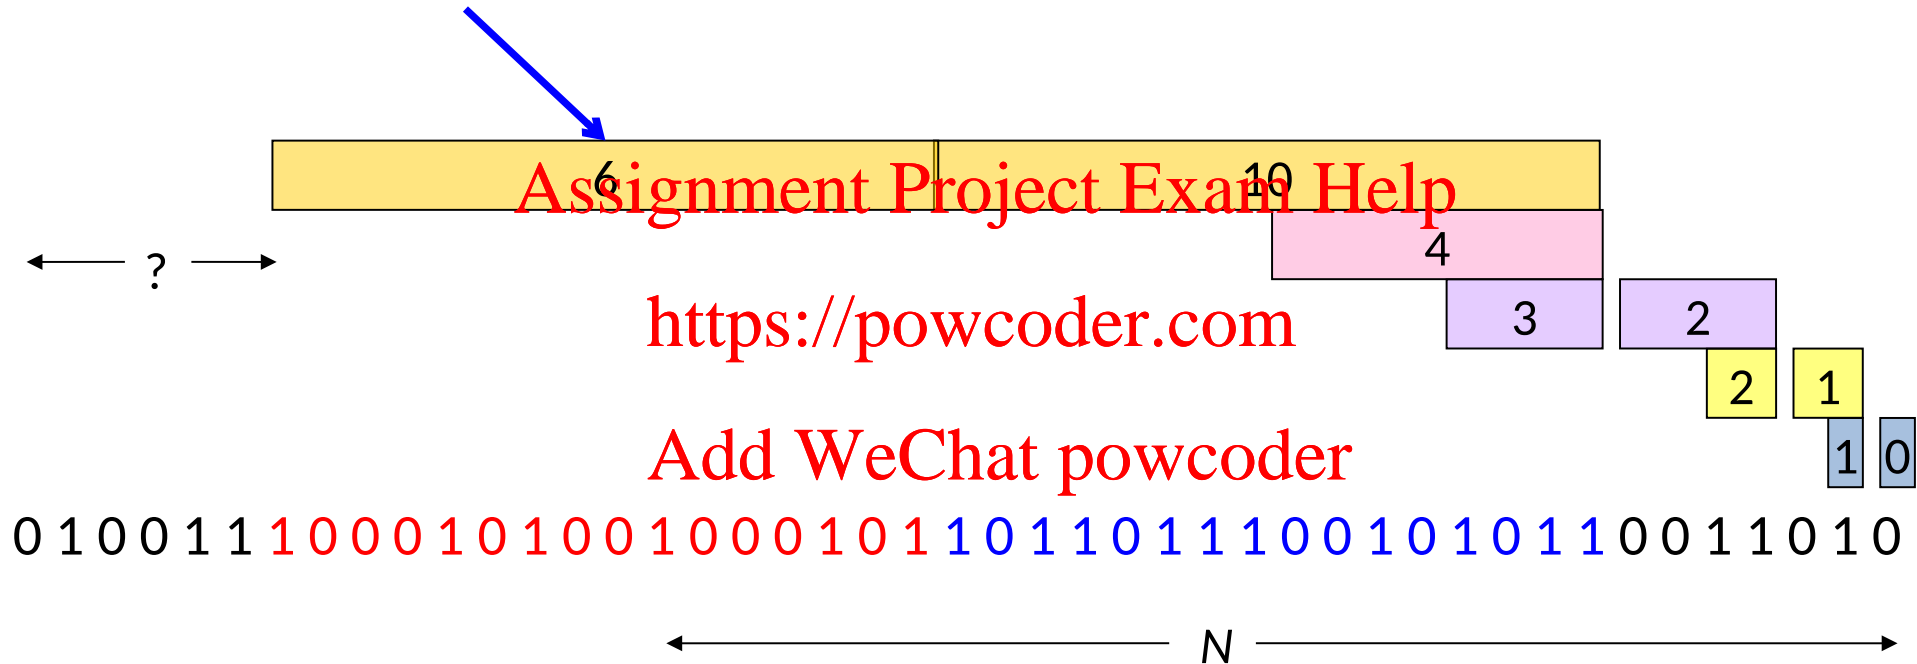 6 10
Assignment Project Exam Help
4
?
3 2
https://powcoder.com
2 1
1 0
Add WeChat powcoder
0 1 0 0 1 1 1 0 0 0 1 0 1 0 0 1 0 0 0 1 0 1 1 0 1 1 0 1 1 1 0 0 1 0 1 0 1 1 0 0 1 1 0 1 0
N